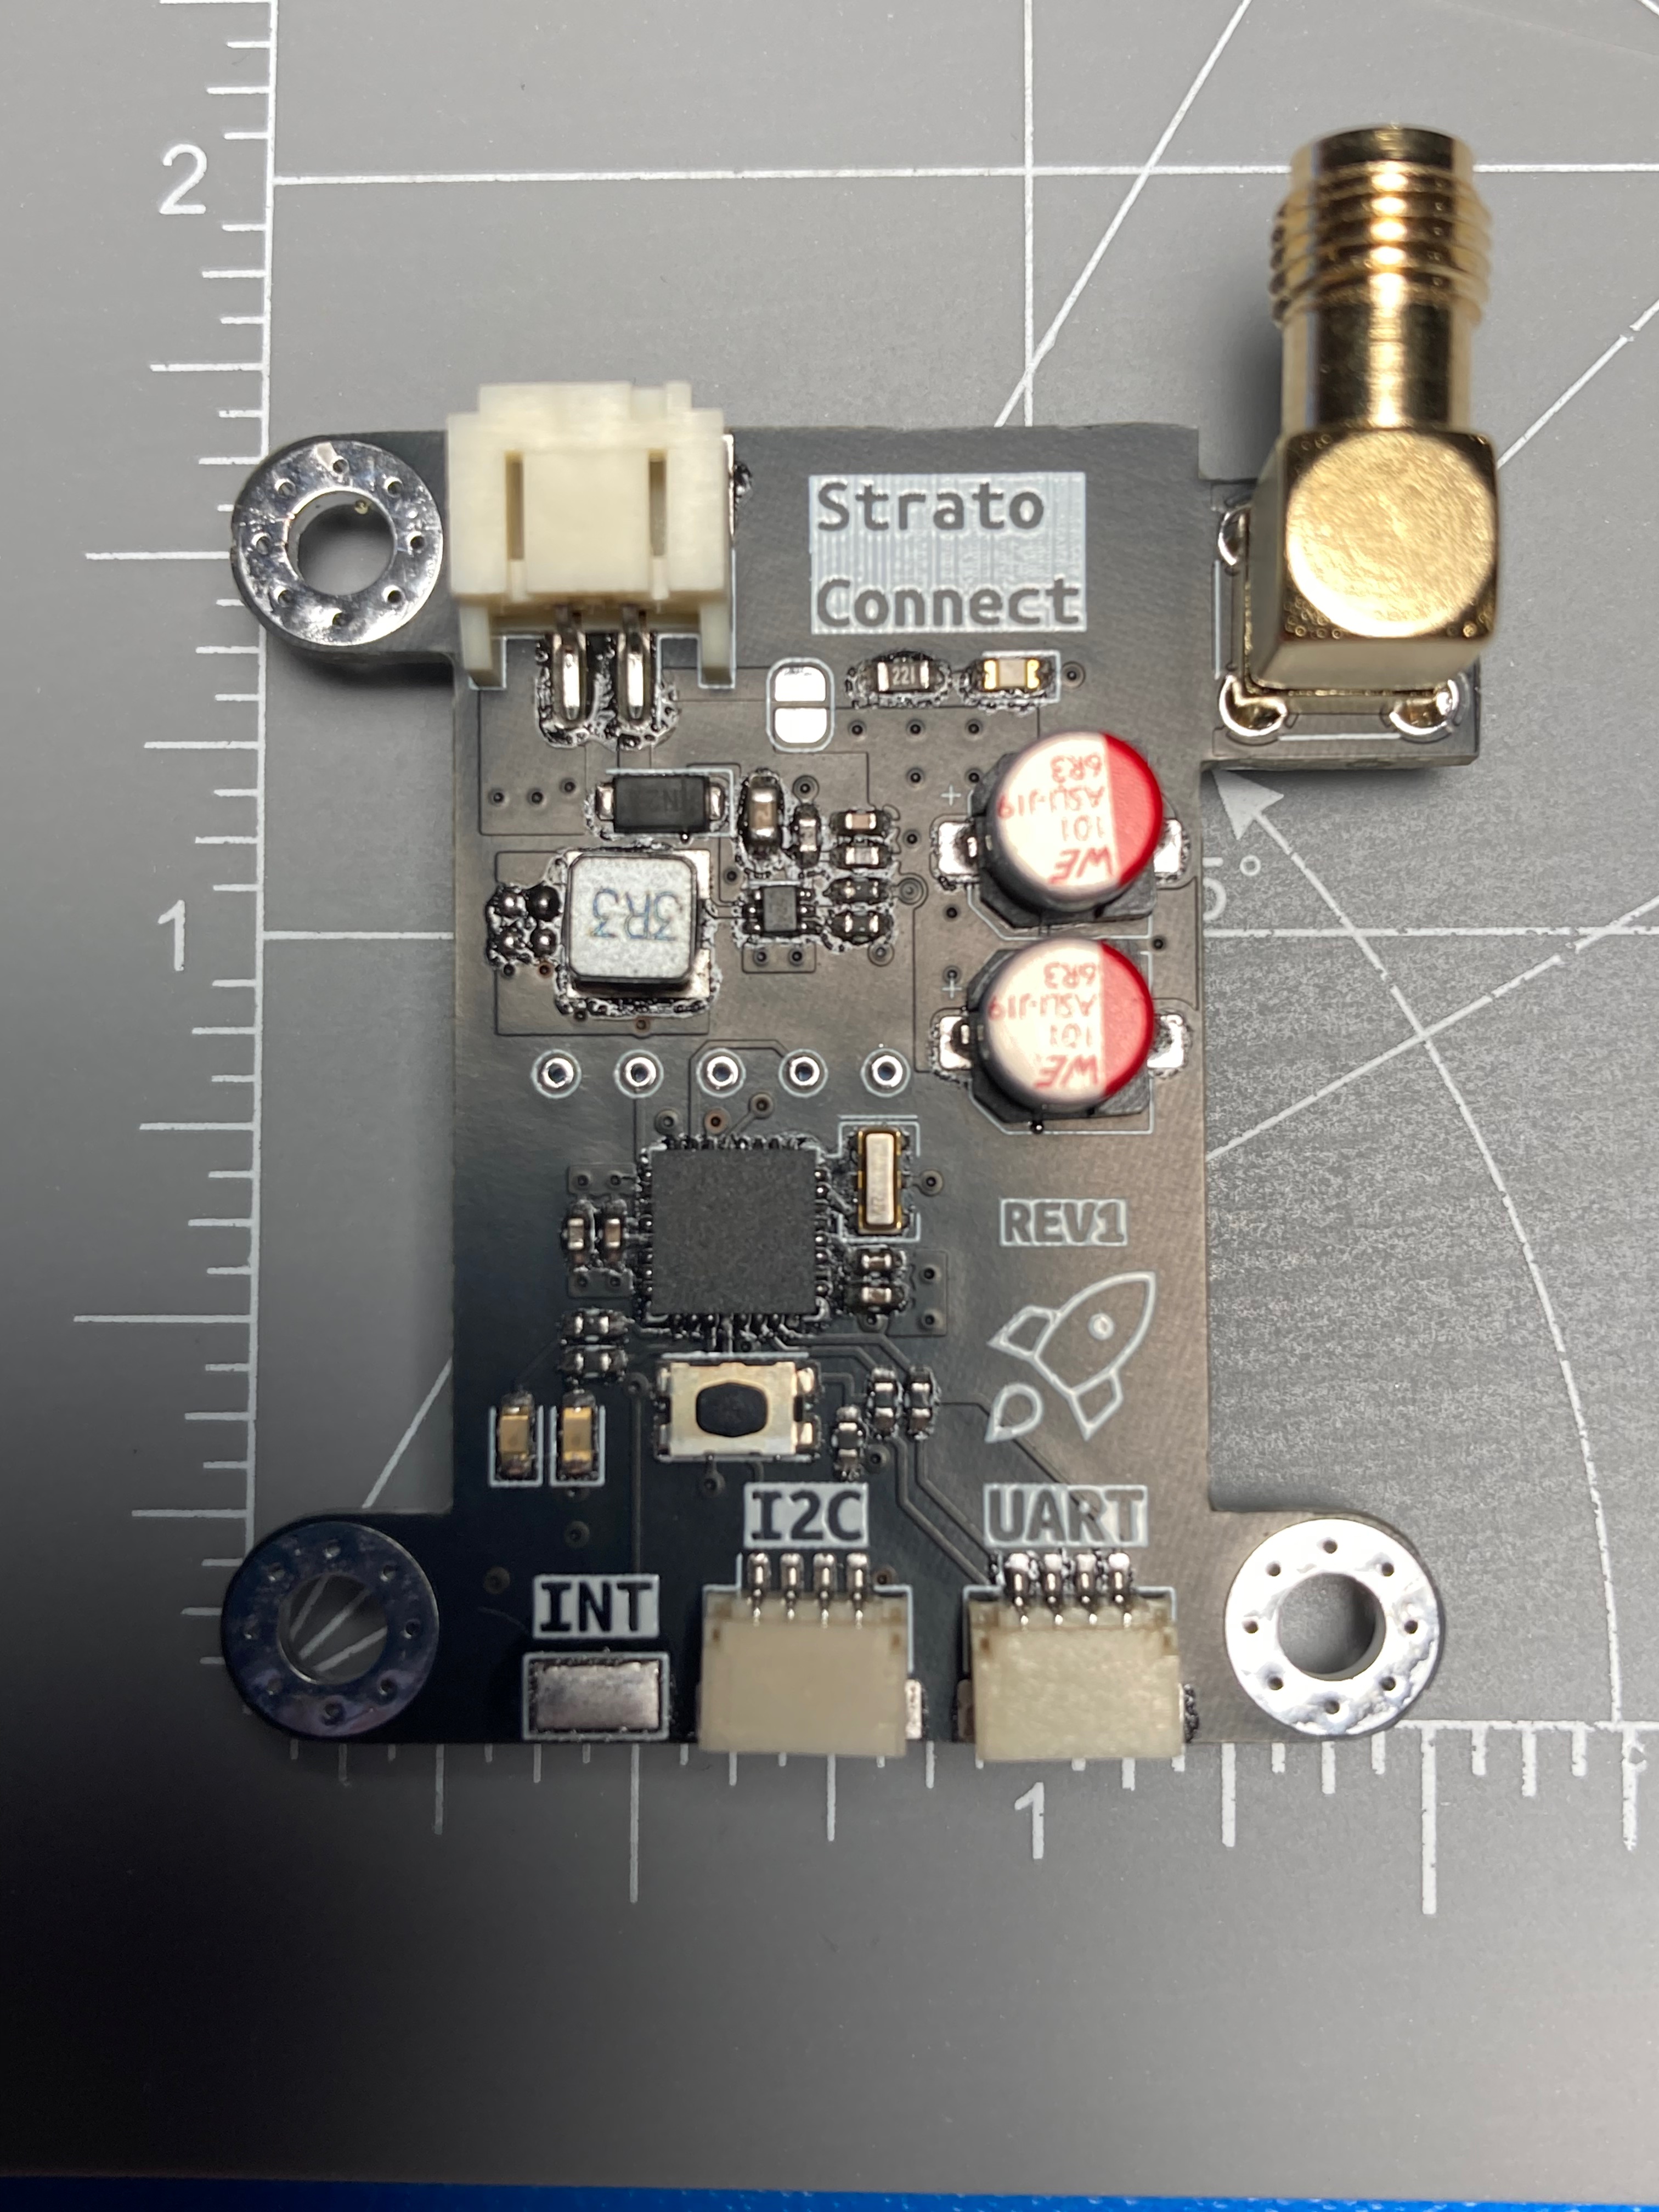 2
Strato
Connect
221
6R3
ASU-J19
101
WE
1
5°
3R3
6R3
ASU-J19
101
WE
REV1
I2C
UART
INT
1